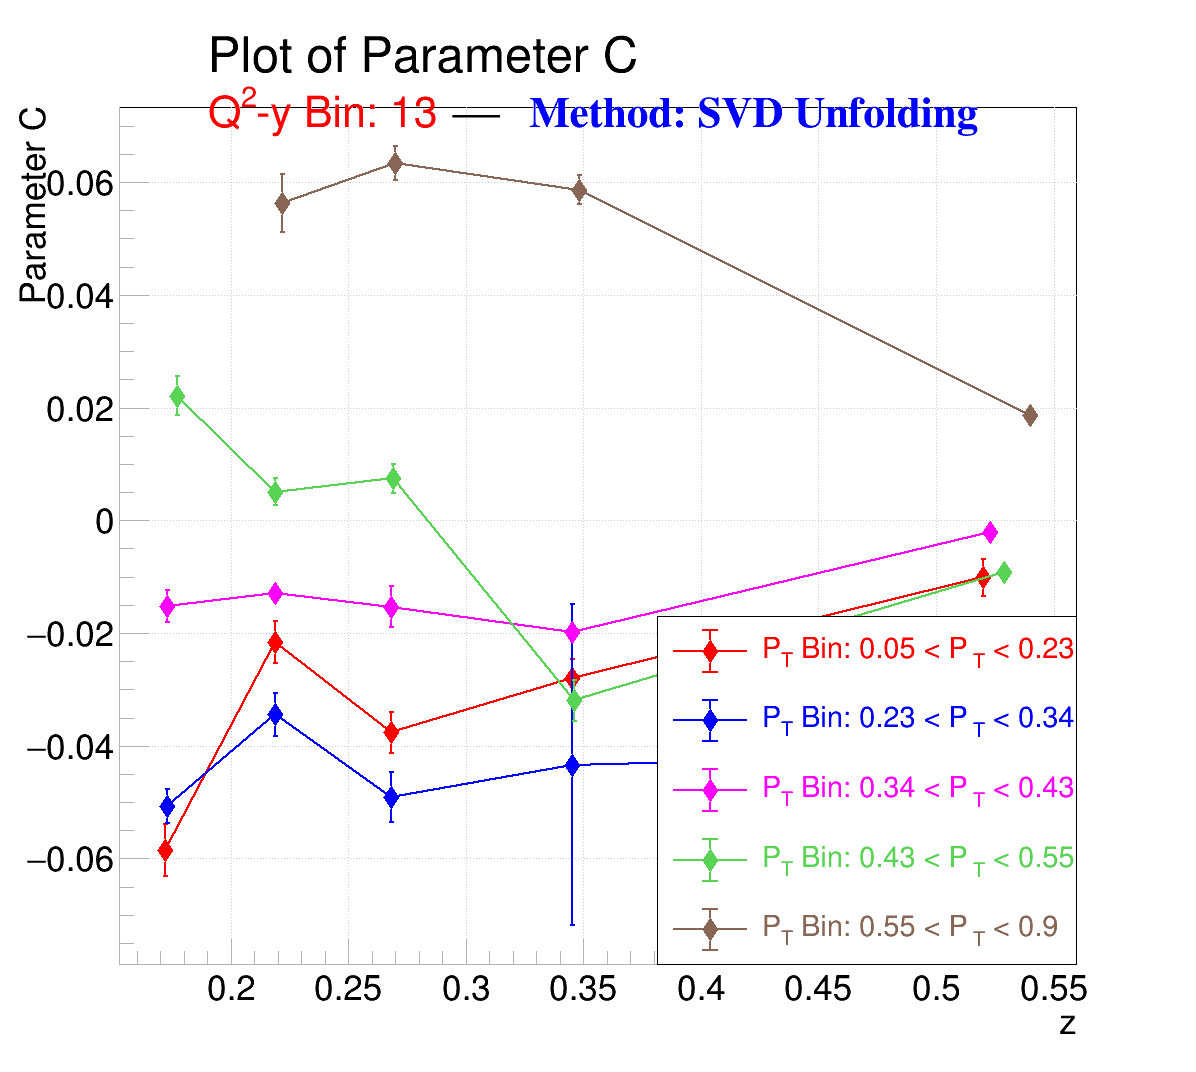 Plot of Parameter C
Q2-y Bin: 13 — Method: SVD Unfolding
Parameter C
0.06
0.04
0.02
0
−0.02
−0.04
−0.06
PT Bin: 0.05 < PT < 0.23
PT Bin: 0.23 < PT < 0.34
PT Bin: 0.34 < PT < 0.43
PT Bin: 0.43 < PT < 0.55
PT Bin: 0.55 < PT < 0.9
0.2 0.25 0.3 0.35 0.4 0.45 0.5 0.55
z